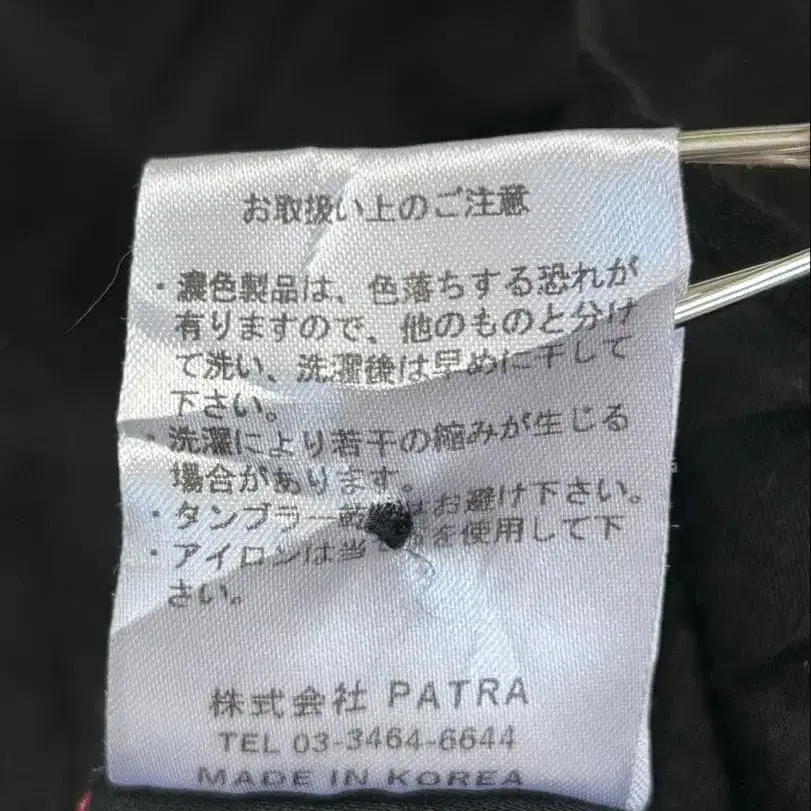 お取扱い上のご注意
・濃色製品は、色落ちする恐れが
有りますので、他のものと分け
て洗い、洗濯後は早めに干して
下さい。
・洗濯により若干の縮みが生じる
場合があります。
・タンブラー乾燥はお避け下さい。
・アイロンは当て布を使用して下
さい。
株式会社 PATRA
TEL 03-3464-6644
MADE IN KOREA